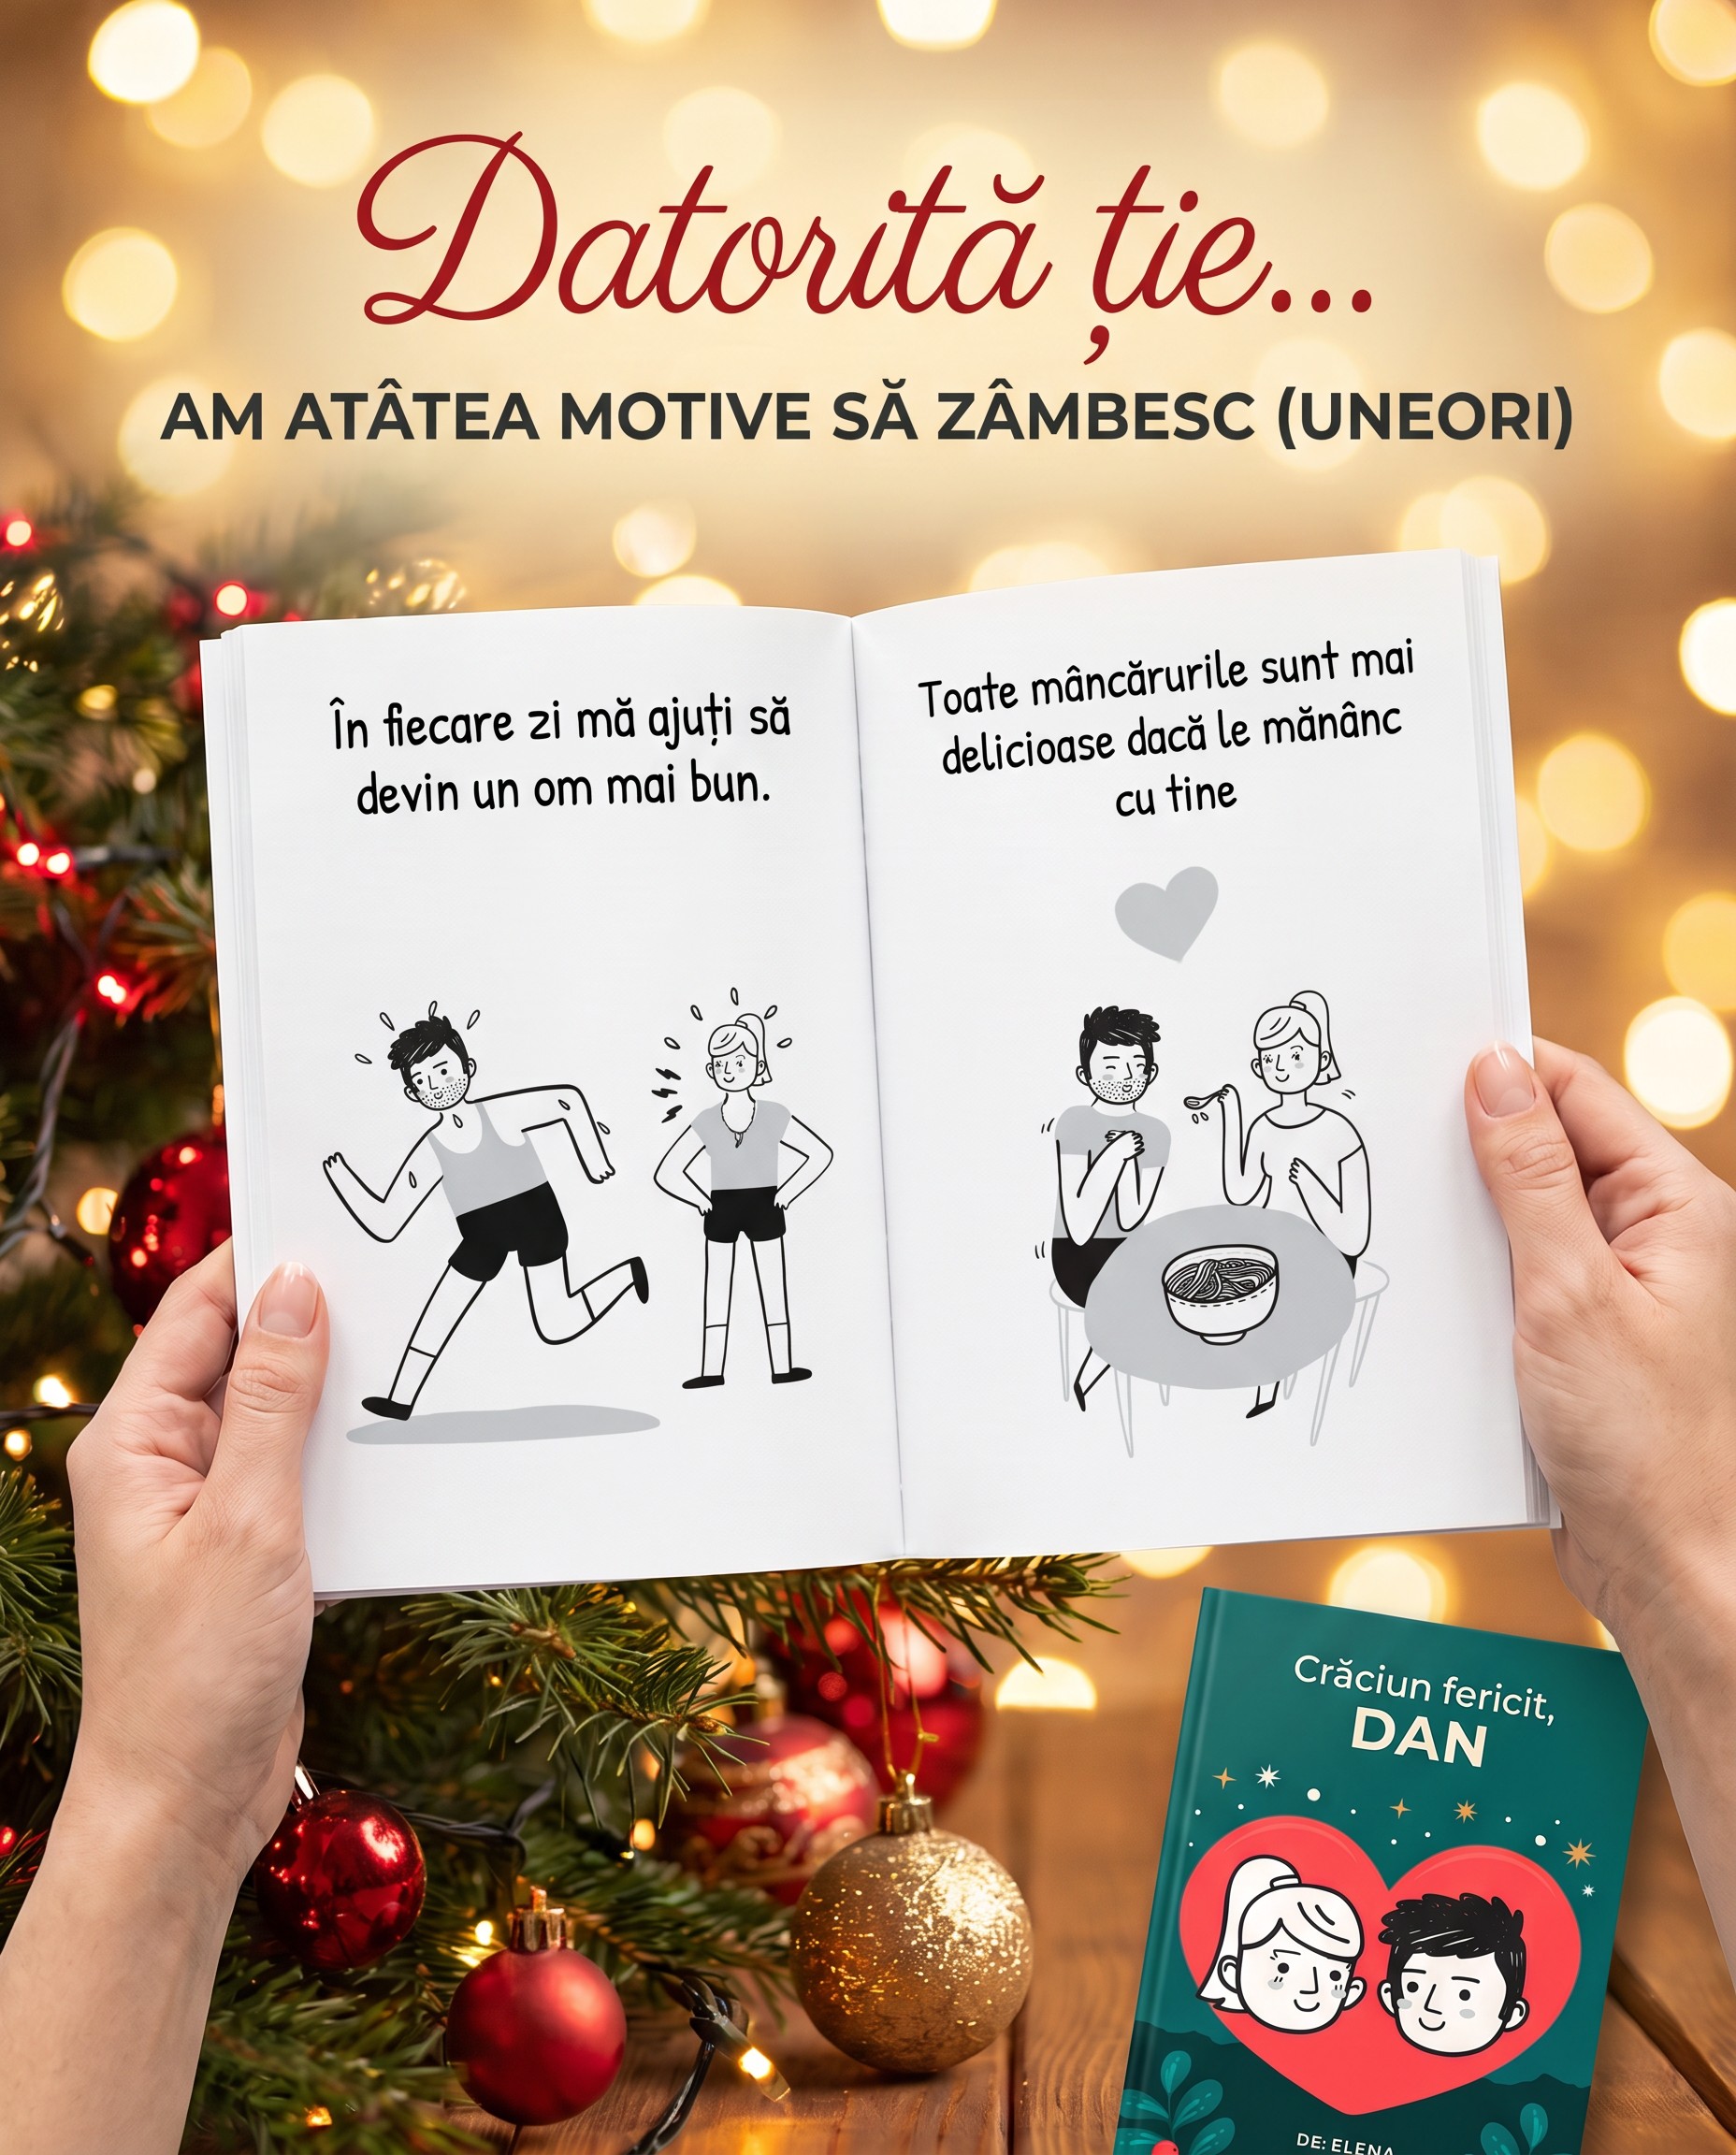 Datorită ție...
AM ATÂTEA MOTIVE SĂ ZÂMBESC (UNEORI)
În fiecare zi mă ajuți să
devin un om mai bun.
Toate mâncărurile sunt mai
delicioase dacă le mănânc
cu tine
Crăciun fericit,
DAN
DE: ELENA